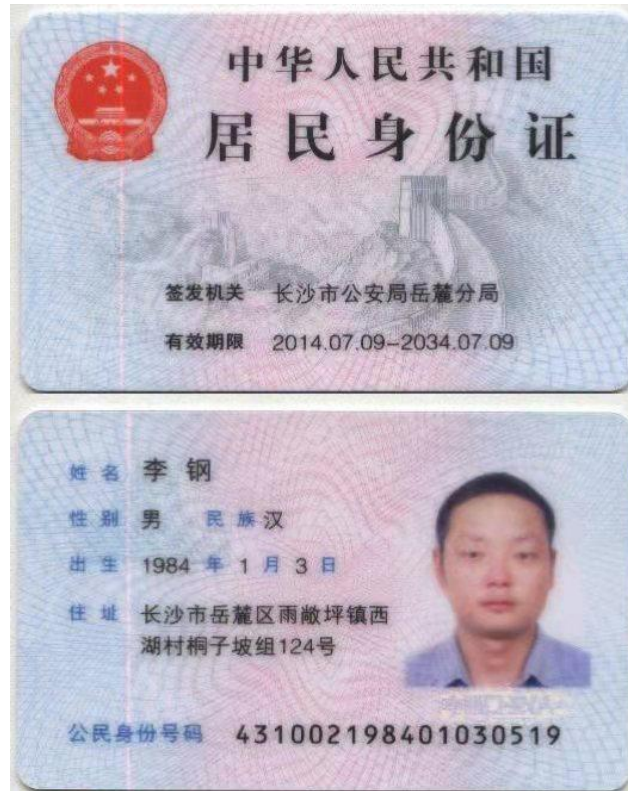 中华人民共和国
居民身份证
签发机关 长沙市公安局岳麓分局
有效期限 2014.07.09-2034.07.09
姓名 李钢
性别 男 民族 汉
出生 1984 年 1 月 3 日
住址 长沙市岳麓区雨敞坪镇西
湖村桐子坡组124号
公民身份号码 431002198401030519